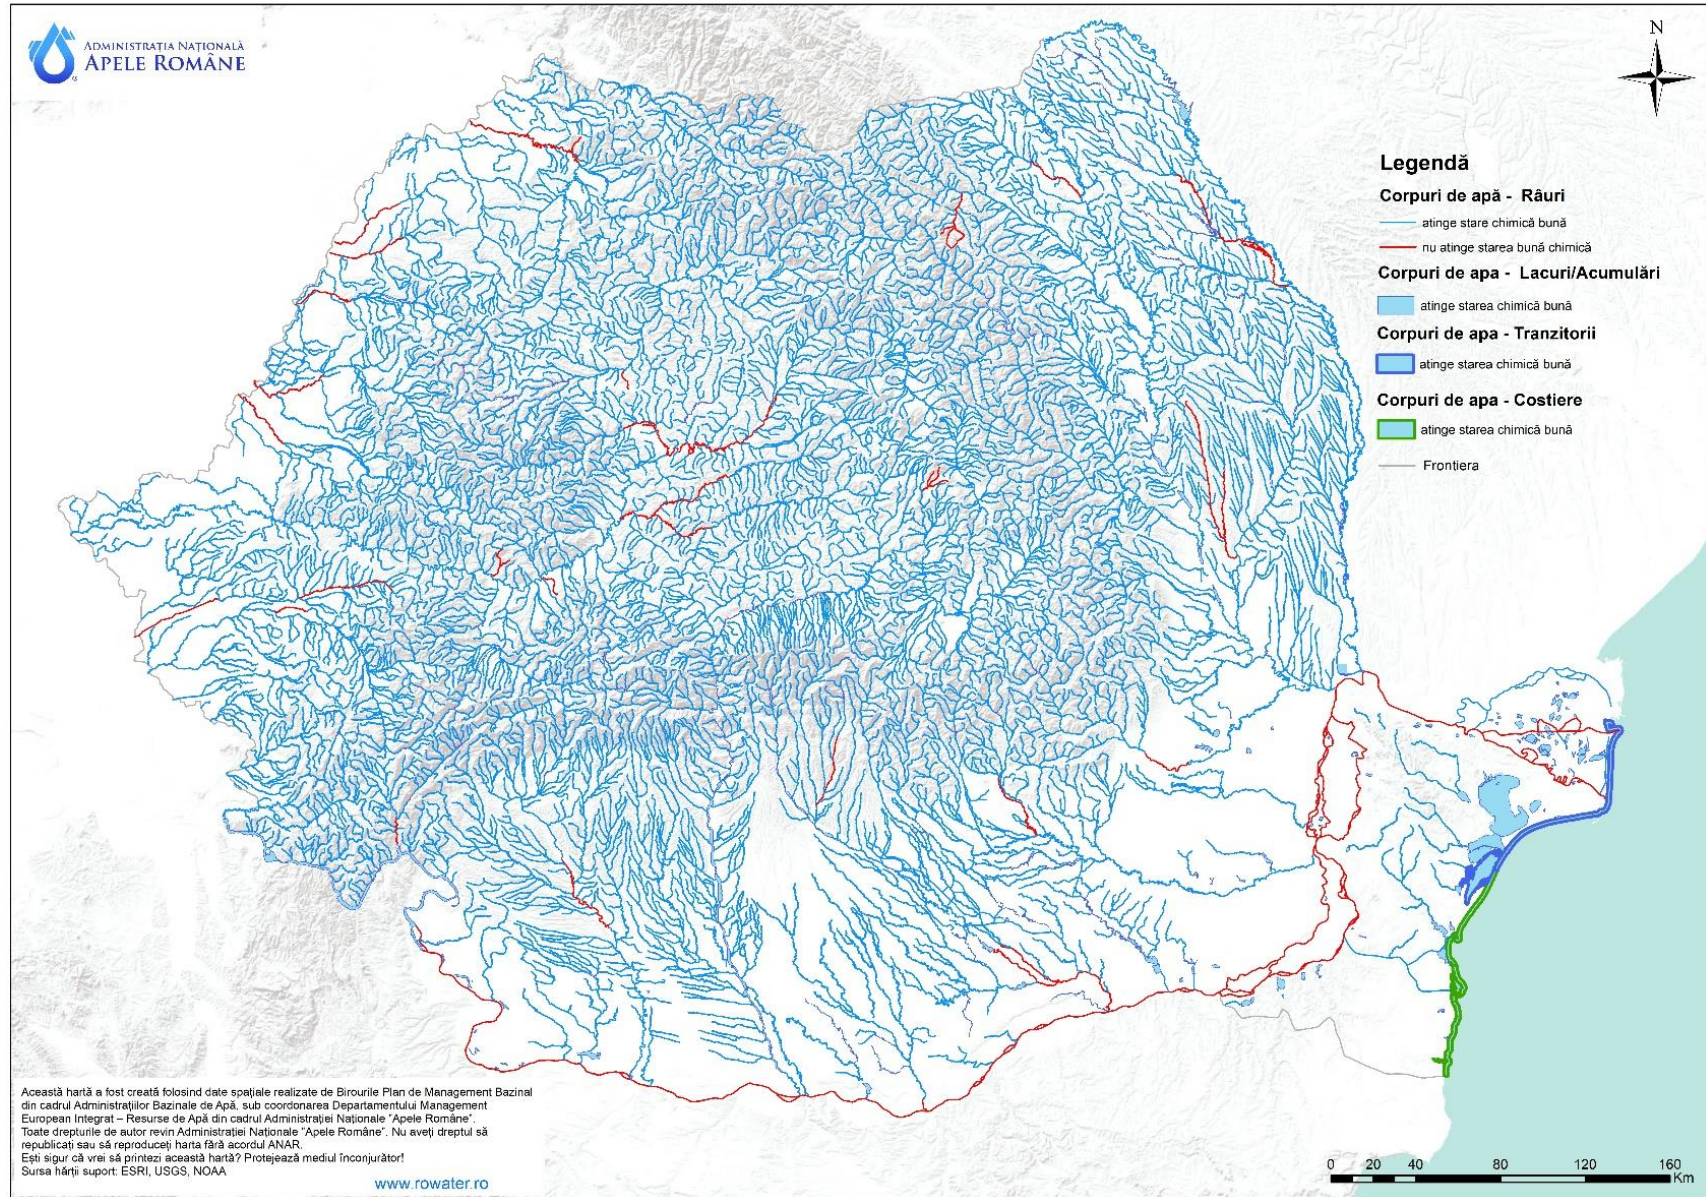 ADMINISTRAȚIA NAȚIONALĂ
APELE ROMÂNE
N
Legendă
Corpuri de apă - Râuri
atinge stare chimică bună
nu atinge starea bună chimică
Corpuri de apa - Lacuri/Acumulări
atinge starea chimică bună
Corpuri de apa - Tranzitorii
atinge starea chimică bună
Corpuri de apa - Costiere
atinge starea chimică bună
Frontiera
Această hartă a fost creată folosind date spațiale realizate de Birourile Plan de Management Bazinal
din cadrul Administrațiilor Bazinale de Apă, sub coordonarea Departamentului Management
European Integrat – Resurse de Apă din cadrul Administrației Naționale "Apele Române".
Toate drepturile de autor revin Administrației Naționale "Apele Române". Nu aveți dreptul să
republicați sau să reproduceți harta fără acordul ANAR.
Ești sigur că vrei să printezi această hartă? Protejează mediul înconjurător!
Sursa hărții suport: ESRI, USGS, NOAA
www.rowater.ro
0 20 40 80 120 160
Km